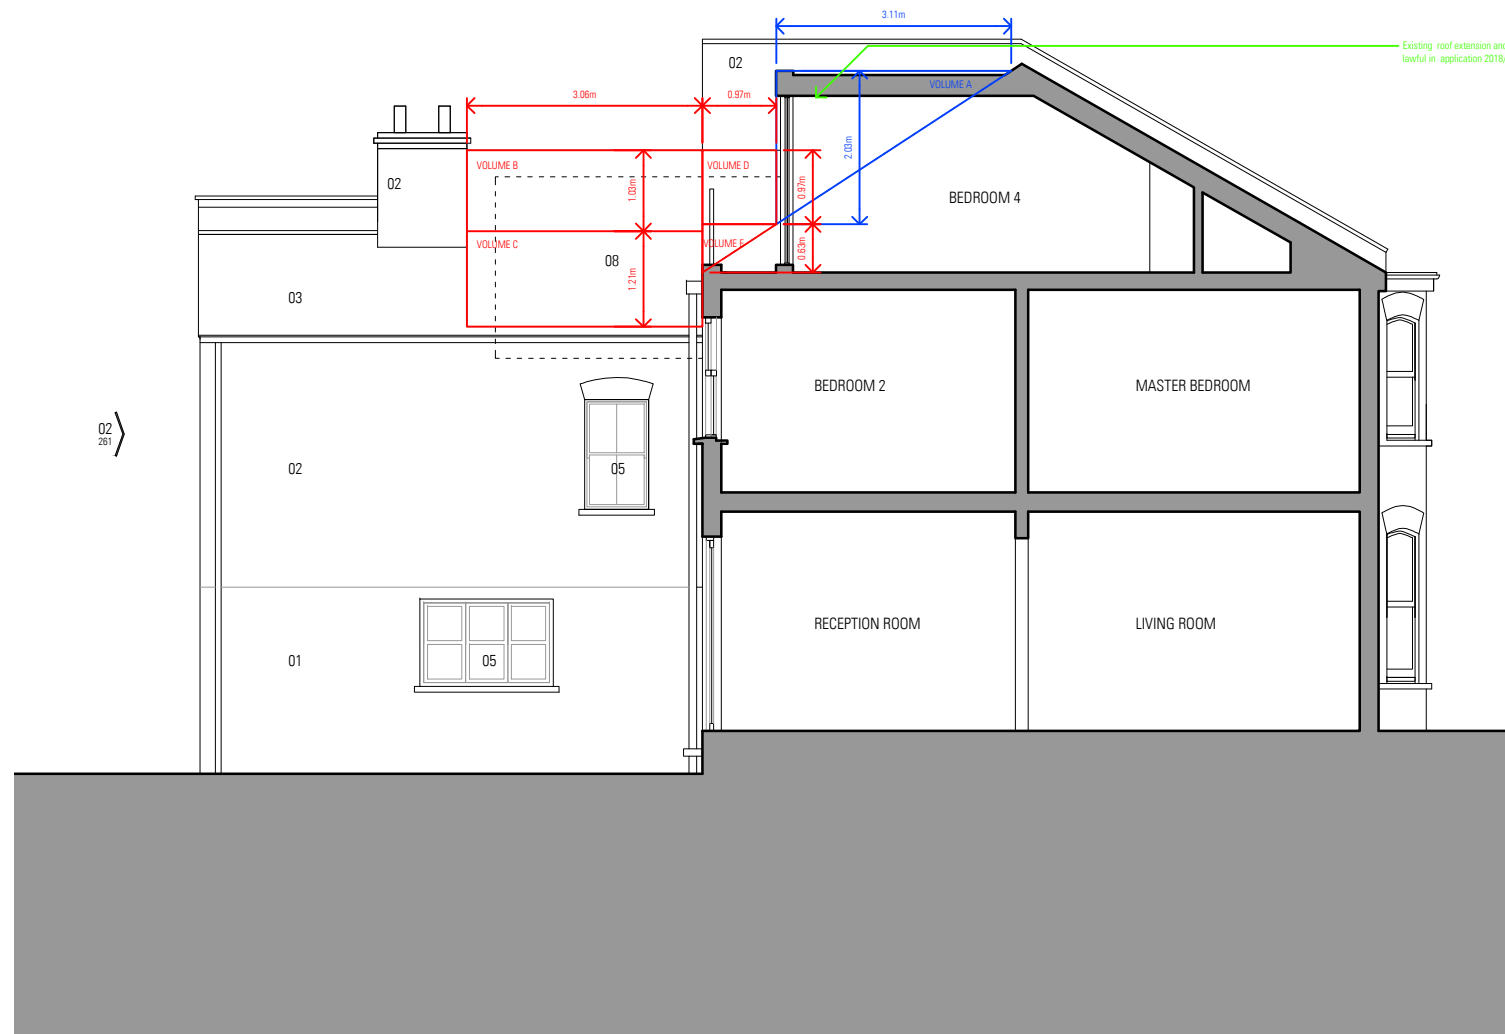 3.11m
Existing roof extension and
lawful in application 2018/
02
VOLUME A
3.06m
0.97m
2.03m
VOLUME B
VOLUME D
02
1.03m
0.97m
BEDROOM 4
VOLUME C
VOLUME E
08
0.63m
1.21m
03
BEDROOM 2
MASTER BEDROOM
02
261
02
05
RECEPTION ROOM
LIVING ROOM
01
05